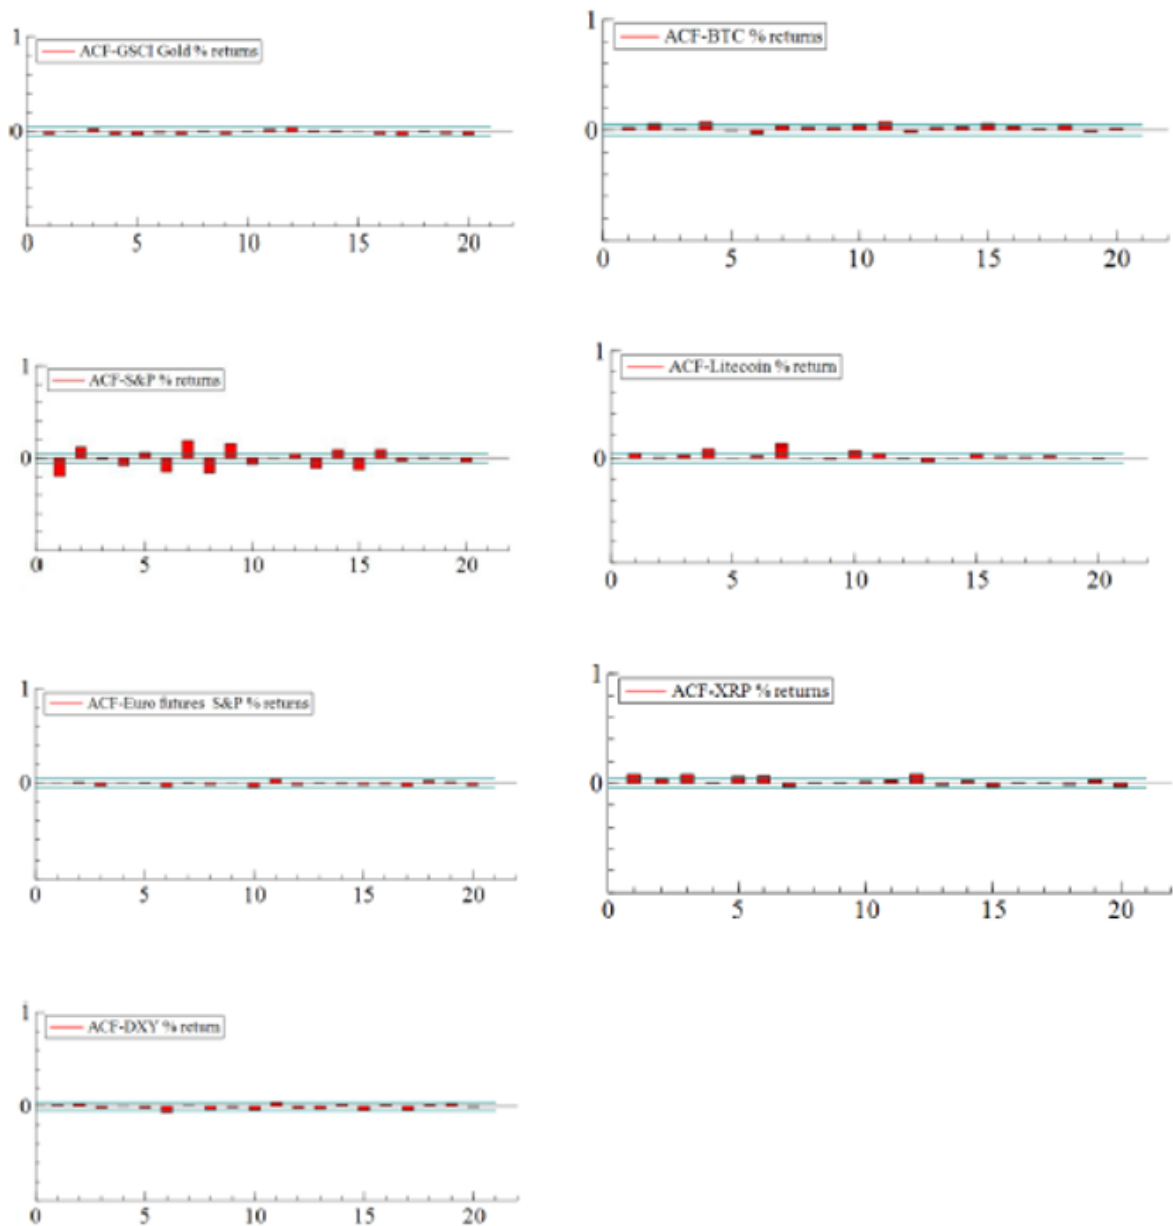 1
ACF-GSCI Gold % returns
0
0 5 10 15 20
1
ACF-BTC % returns
0
0 5 10 15 20
1
ACF-S&P % returns
0
0 5 10 15 20
1
ACF-Litecoin % return
0
0 5 10 15 20
1
ACF-Euro futures S&P % returns
0
0 5 10 15 20
1
ACF-XRP % returns
0
0 5 10 15 20
1
ACF-DXY % return
0
0 5 10 15 20